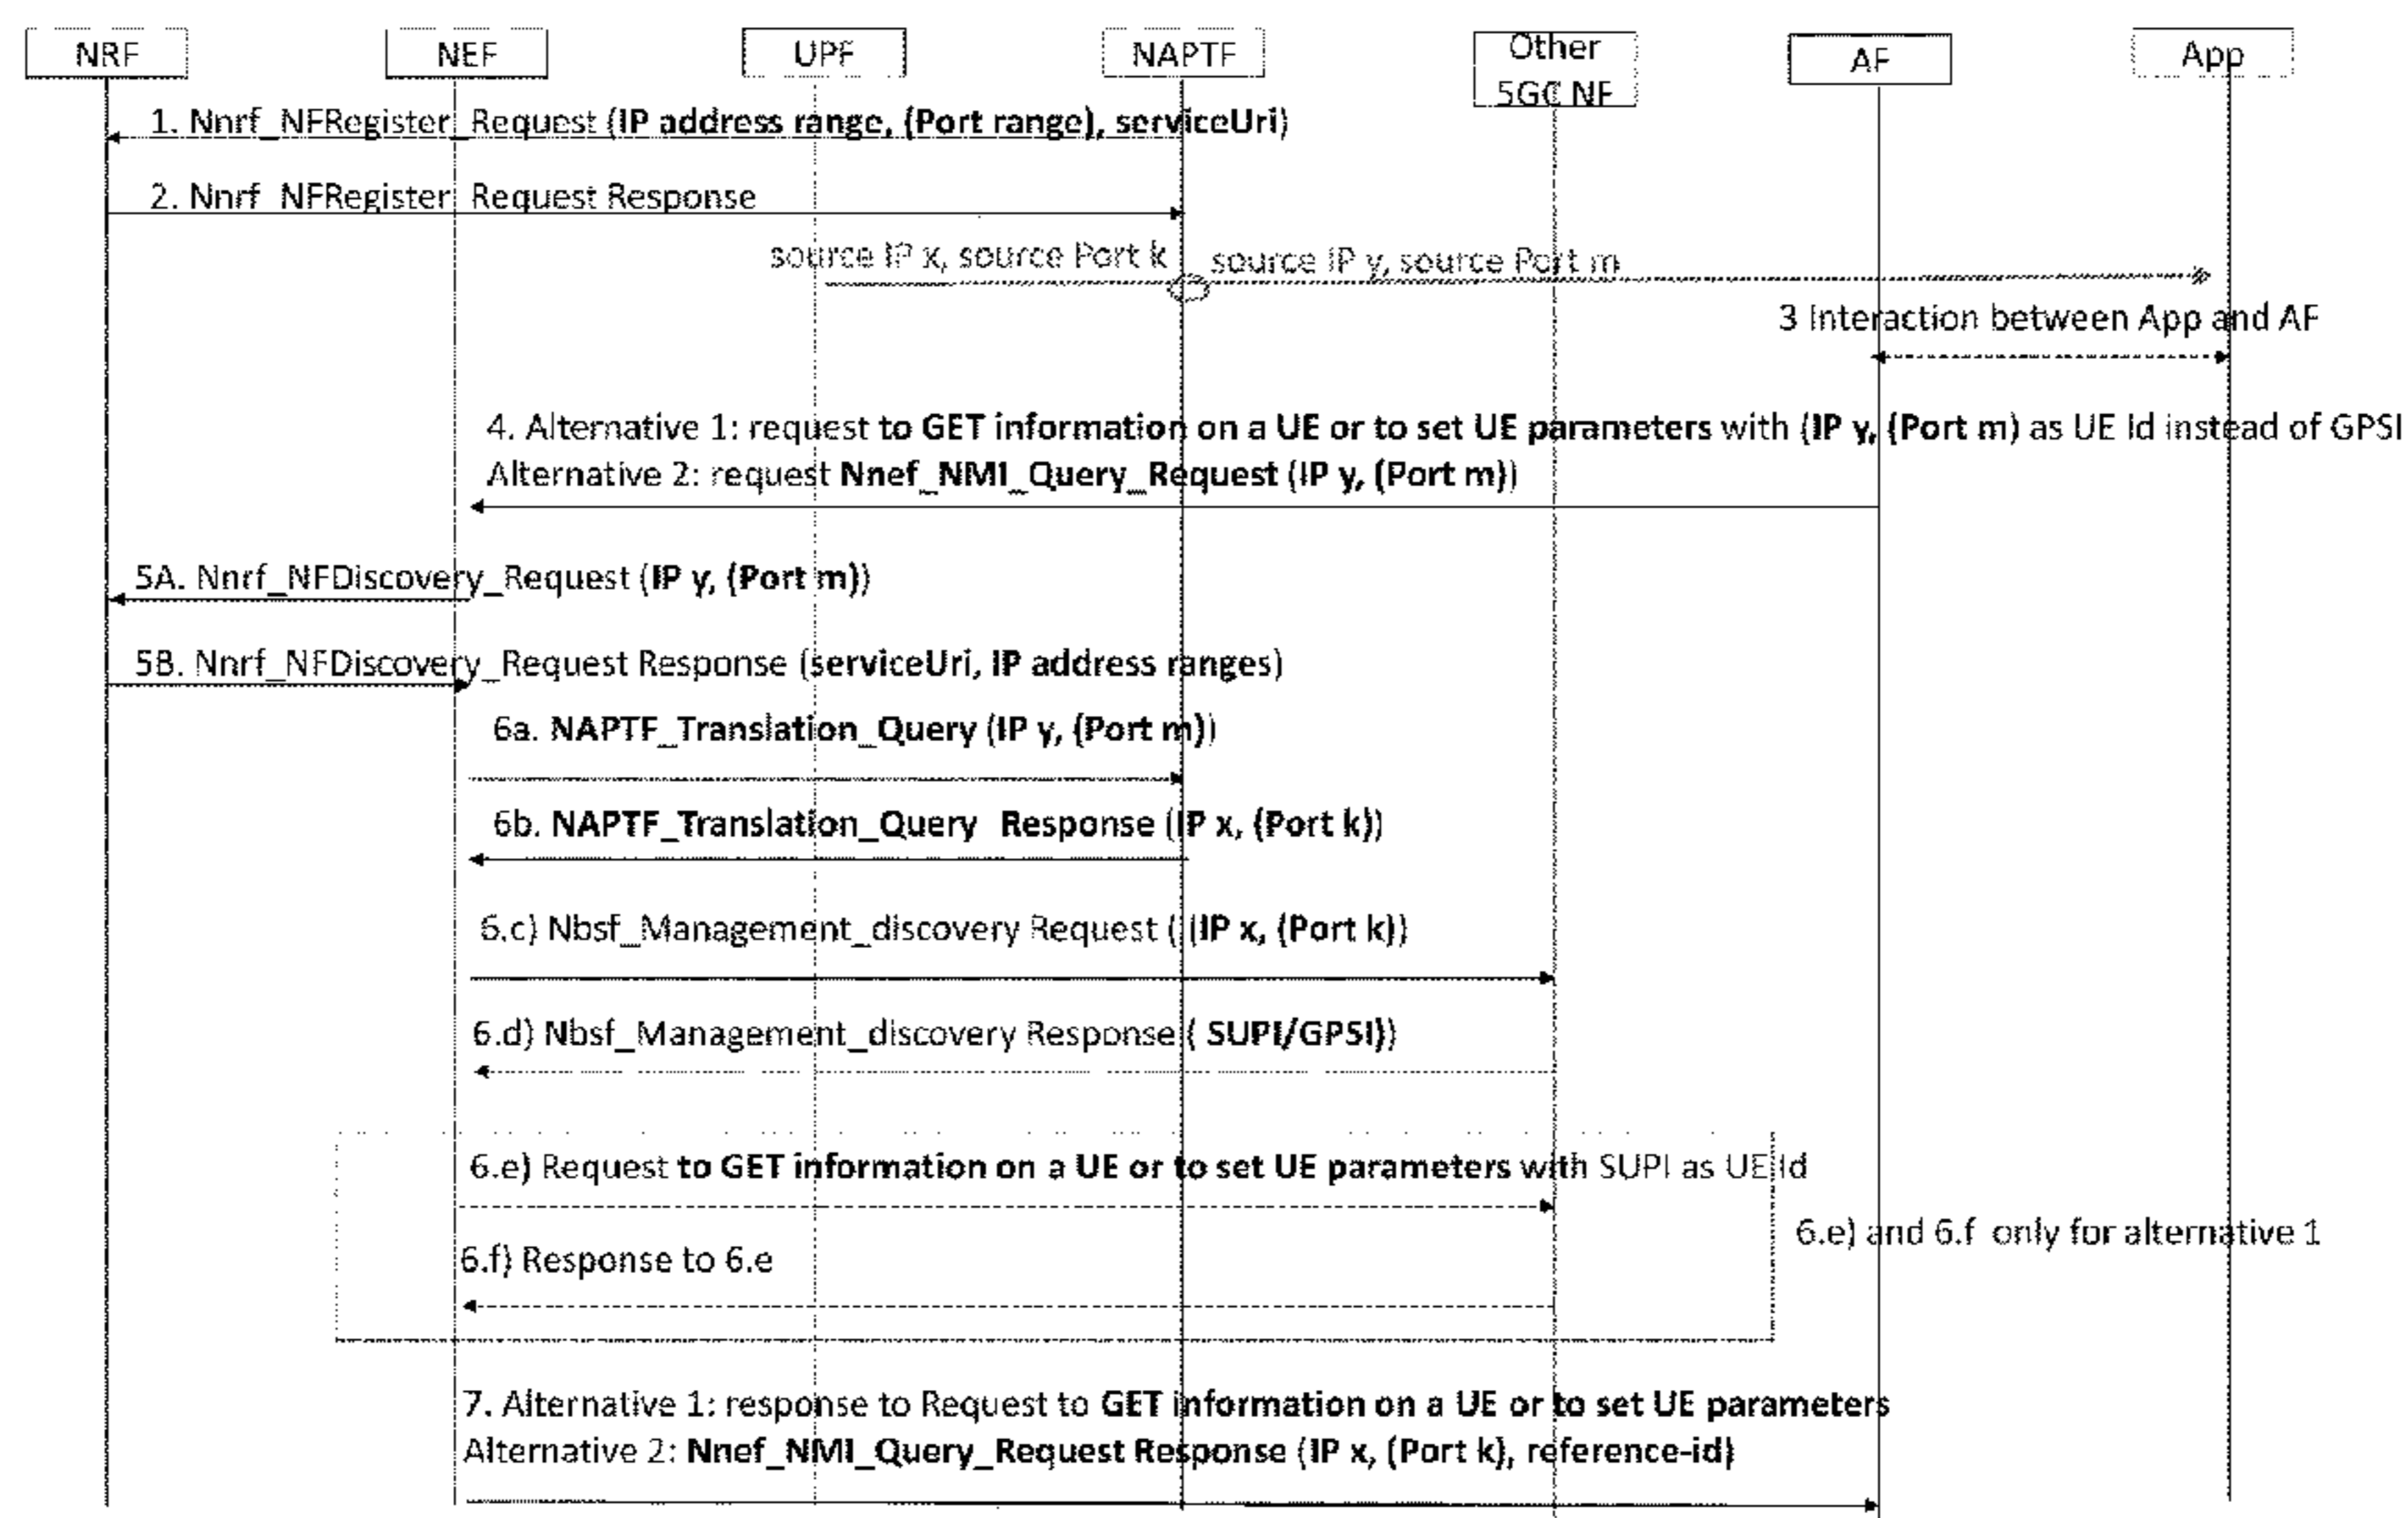 NRF
NEF
UPF
NAPTF
Other
5GC NF
AF
App
1. Nnrf_NFRegister_Request (IP address range, (Port range), serviceUri)
2. Nnrf_NFRegister_Request Response
source IP x, source Port k
source IP y, source Port m
3 Interaction between App and AF
4. Alternative 1: request to GET information on a UE or to set UE parameters with (IP y, (Port m) as UE Id instead of GPSI
Alternative 2: request Nnef_NMI_Query_Request (IP y, (Port m))
5A. Nnrf_NFDiscovery_Request (IP y, (Port m))
5B. Nnrf_NFDiscovery_Request Response (serviceUri, IP address ranges)
6a. NAPTF_Translation_Query (IP y, (Port m))
6b. NAPTF_Translation_Query Response (IP x, (Port k))
6.c) Nbsf_Management_discovery Request ( (IP x, (Port k))
6.d) Nbsf_Management_discovery Response ( SUPI/GPSI))
6.e) Request to GET information on a UE or to set UE parameters with SUPI as UE Id
6.e) and 6.f only for alternative 1
6.f) Response to 6.e
7. Alternative 1: response to Request to GET information on a UE or to set UE parameters
Alternative 2: Nnef_NMI_Query_Request Response (IP x, (Port k), reference-id)